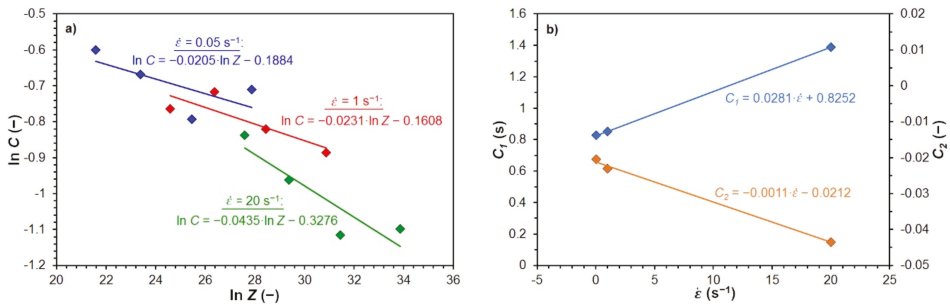 a)
-0.5
-0.6
-0.7
-0.8
-0.9
-1
-1.1
-1.2
ln C (–)
20 22 24 26 28 30 32 34 36
ln Z (–)
ε̇ = 0.05 s⁻¹:
ln C = −0.0205·ln Z − 0.1884
ε̇ = 1 s⁻¹:
ln C = −0.0231·ln Z − 0.1608
ε̇ = 20 s⁻¹:
ln C = −0.0435·ln Z − 0.3276
b)
1.6
1.4
1.2
1
0.8
0.6
0.4
0.2
0
C₁ (s)
-5 0 5 10 15 20 25
ε̇ (s⁻¹)
C₁ = 0.0281·ε̇ + 0.8252
C₂ = −0.0011·ε̇ − 0.0212
0.02
0.01
0
-0.01
-0.02
-0.03
-0.04
-0.05
C₂ (–)